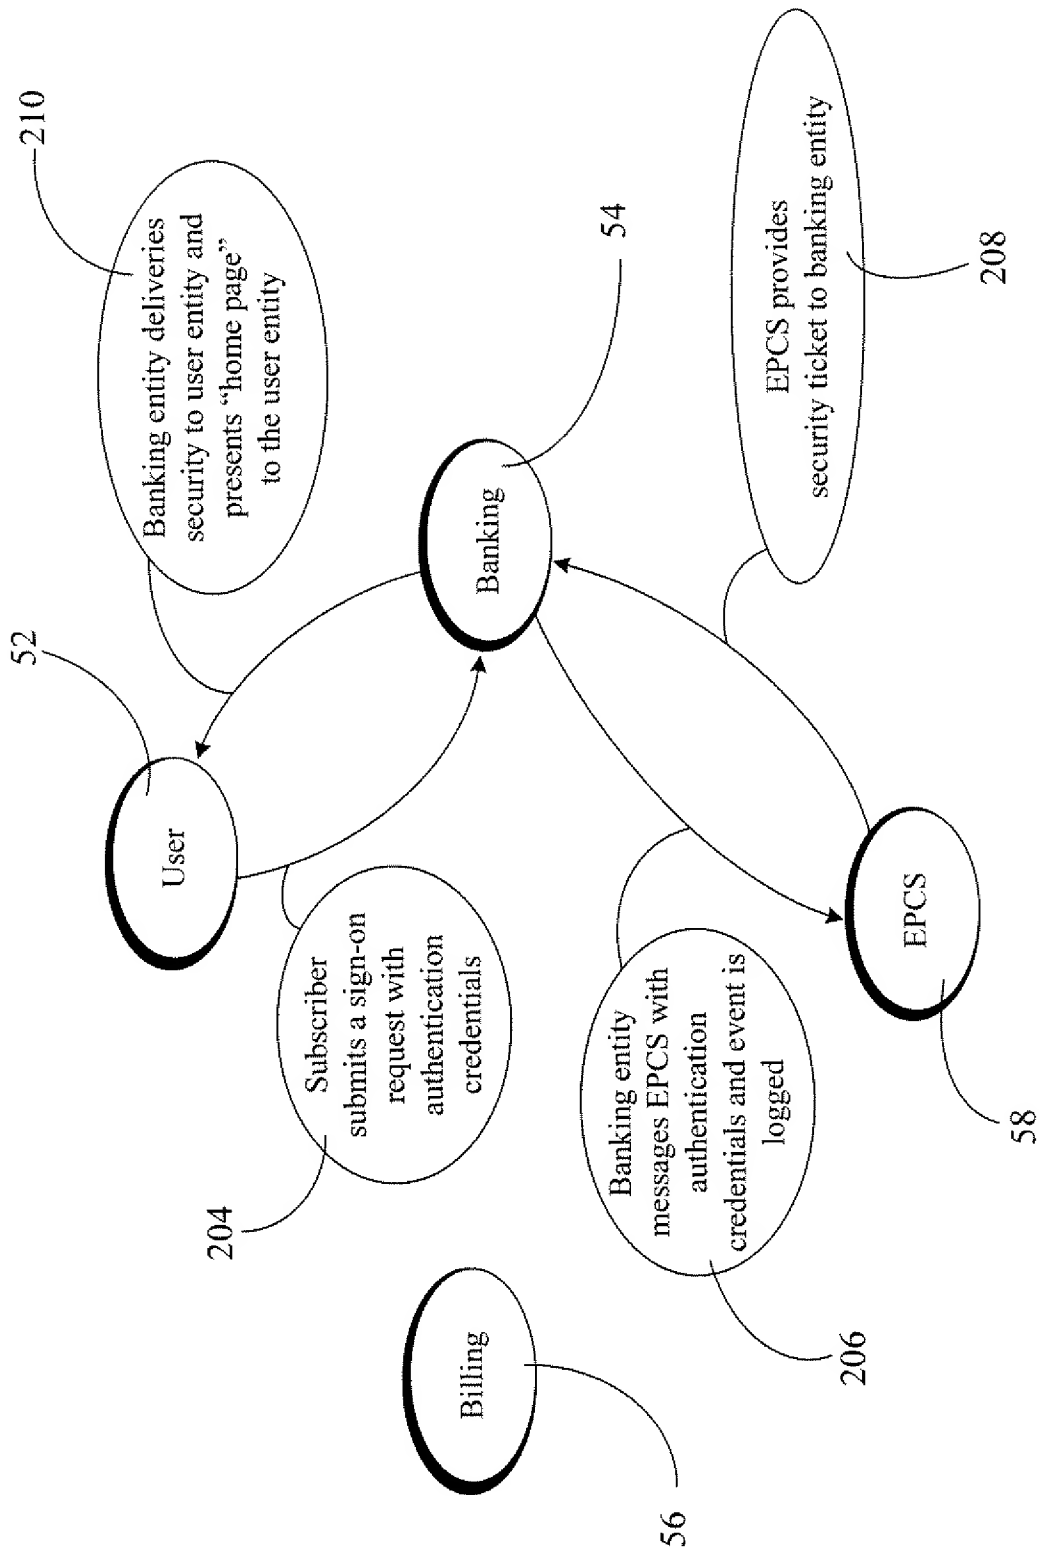 210
Banking entity deliveries
security to user entity and
presents “home page”
to the user entity
52
User
54
Banking
204
Subscriber
submits a sign-on
request with
authentication
credentials
Billing
56
206
Banking entity
messages EPCS with
authentication
credentials and event is
logged
EPCS
58
EPCS provides
security ticket to banking entity
208